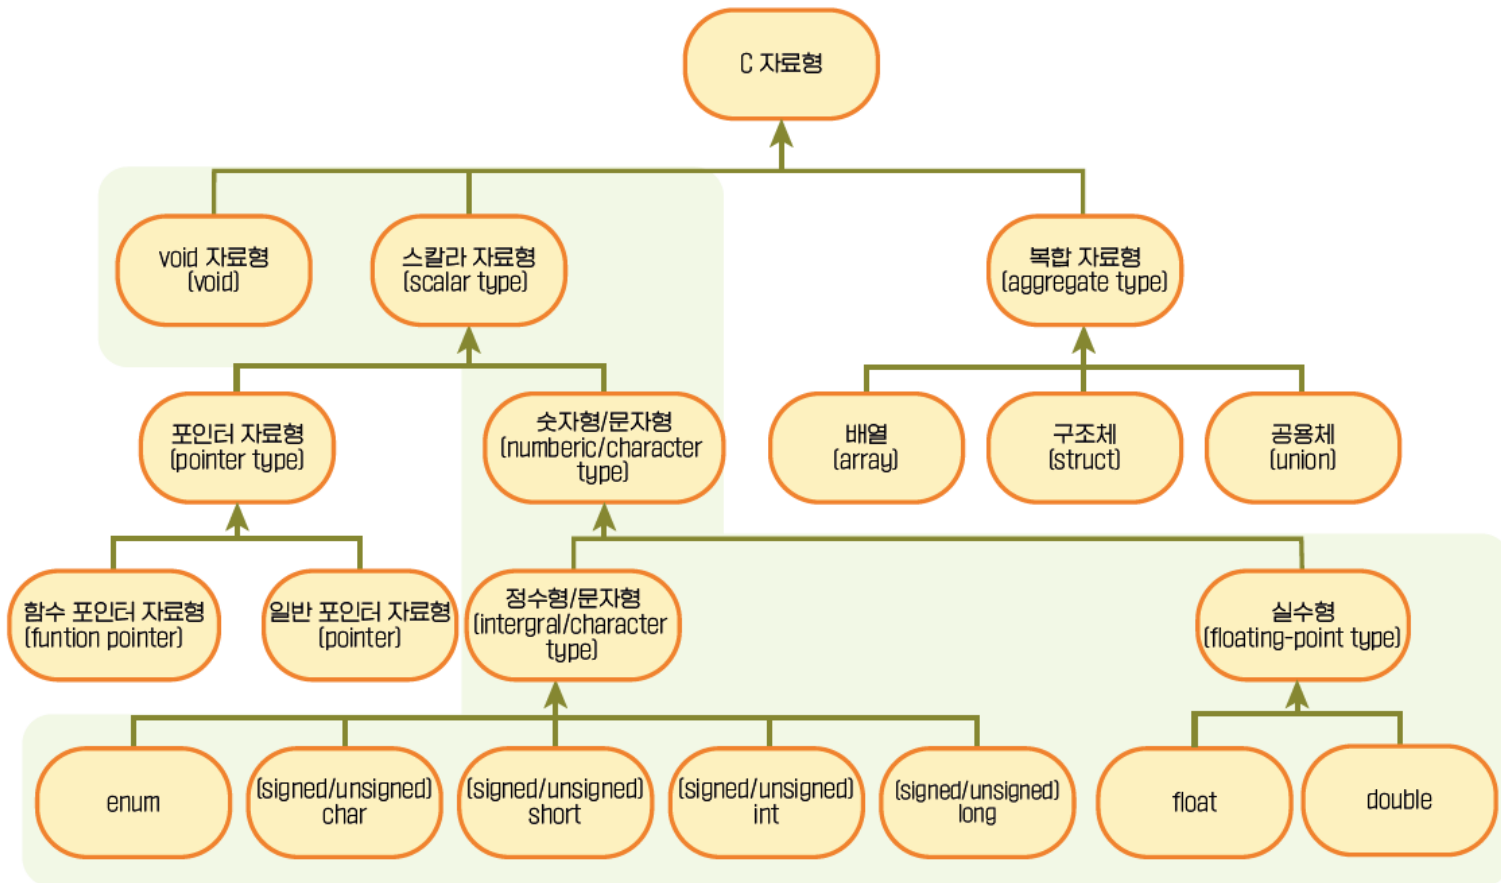 C 자료형
void 자료형
(void)
스칼라 자료형
(scalar type)
복합 자료형
(aggregate type)
포인터 자료형
(pointer type)
숫자형/문자형
(numberic/character
type)
배열
(array)
구조체
(struct)
공용체
(union)
함수 포인터 자료형
(funtion pointer)
일반 포인터 자료형
(pointer)
정수형/문자형
(intergral/character
type)
실수형
(floating-point type)
enum
(signed/unsigned)
char
(signed/unsigned)
short
(signed/unsigned)
int
(signed/unsigned)
long
float
double